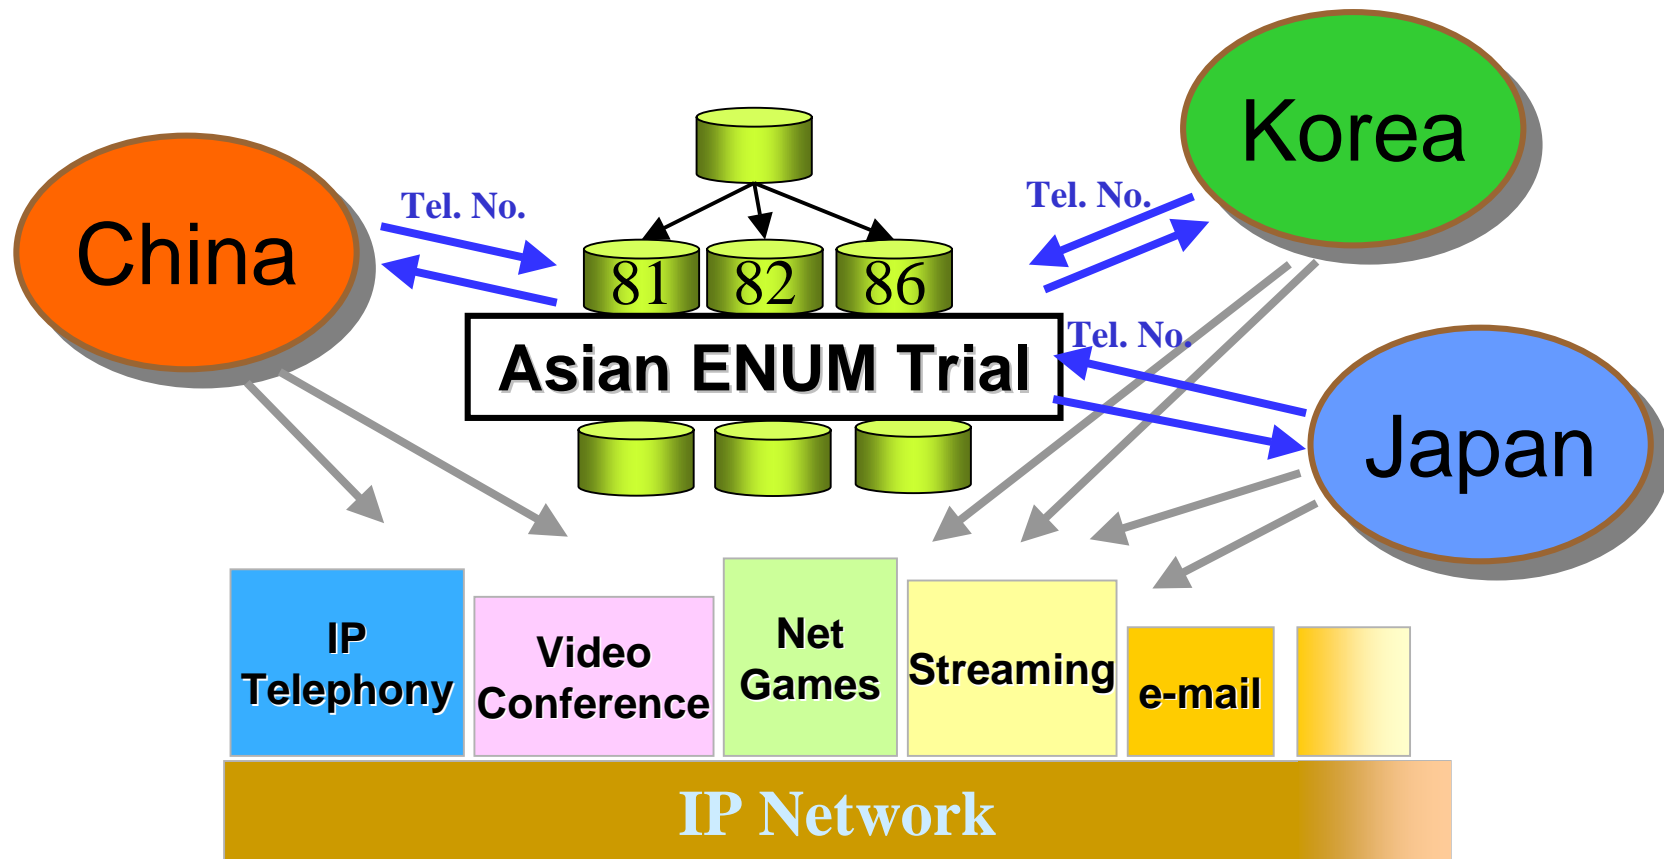 Korea
China
Tel. No.
Tel. No.
81
82
86
Tel. No.
Asian ENUM Trial
Japan
IP
Telephony
Video
Conference
Net
Games
Streaming
e-mail
IP Network